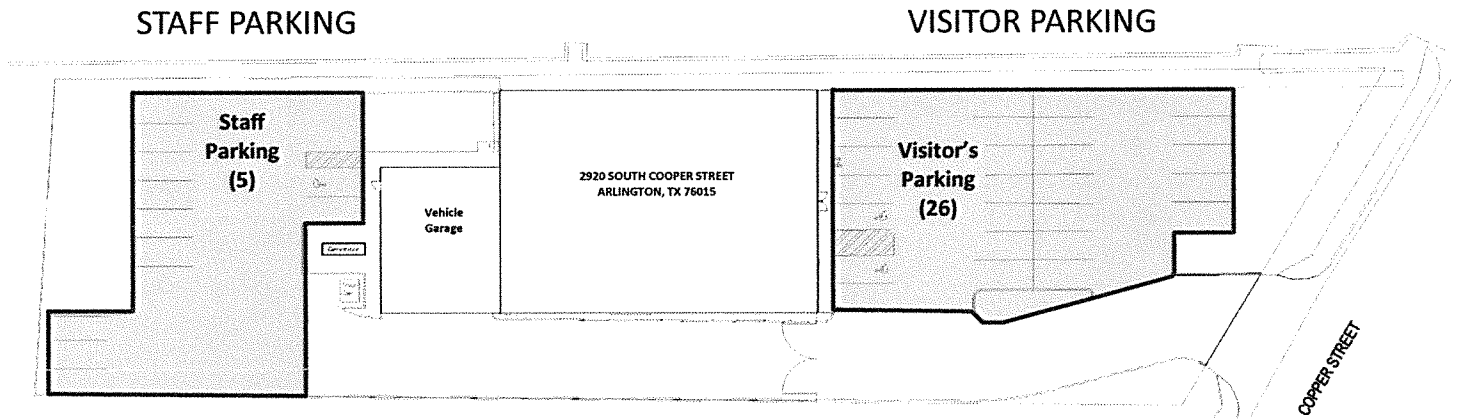 STAFF PARKING
VISITOR PARKING
Staff
Parking
(5)
Vehicle
Garage
2920 SOUTH COOPER STREET
ARLINGTON, TX 76015
Visitor's
Parking
(26)
COPPER STREET